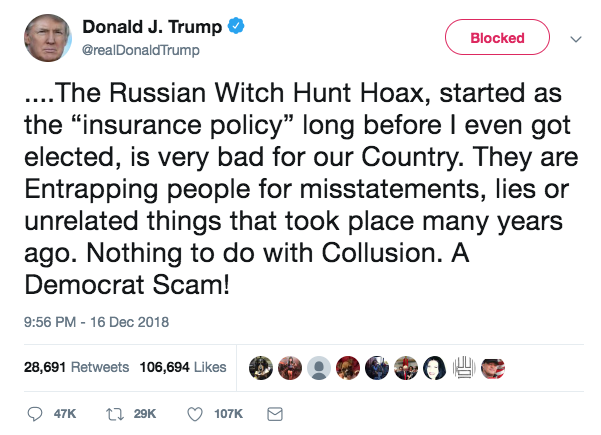 Donald J. Trump
@realDonaldTrump
Blocked
....The Russian Witch Hunt Hoax, started as
the “insurance policy” long before I even got
elected, is very bad for our Country. They are
Entrapping people for misstatements, lies or
unrelated things that took place many years
ago. Nothing to do with Collusion. A
Democrat Scam!
9:56 PM - 16 Dec 2018
28,691 Retweets 106,694 Likes
47K 29K 107K